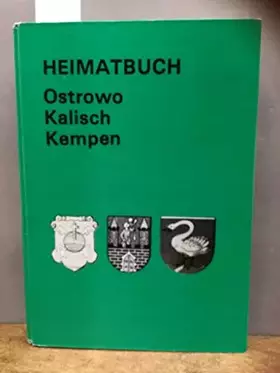 HEIMATBUCH
Ostrowo
Kalisch
Kempen